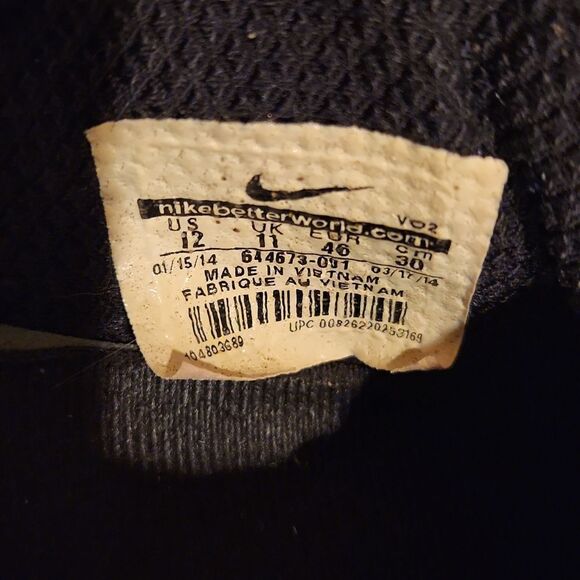 VO2
nikebetterworld.com
US UK EUR cm
12 11 46 30
01/15/14 644673-001 03/17/14
MADE IN VIETNAM
FABRIQUE AU VIETNAM
UPC 00826220253169
104803689